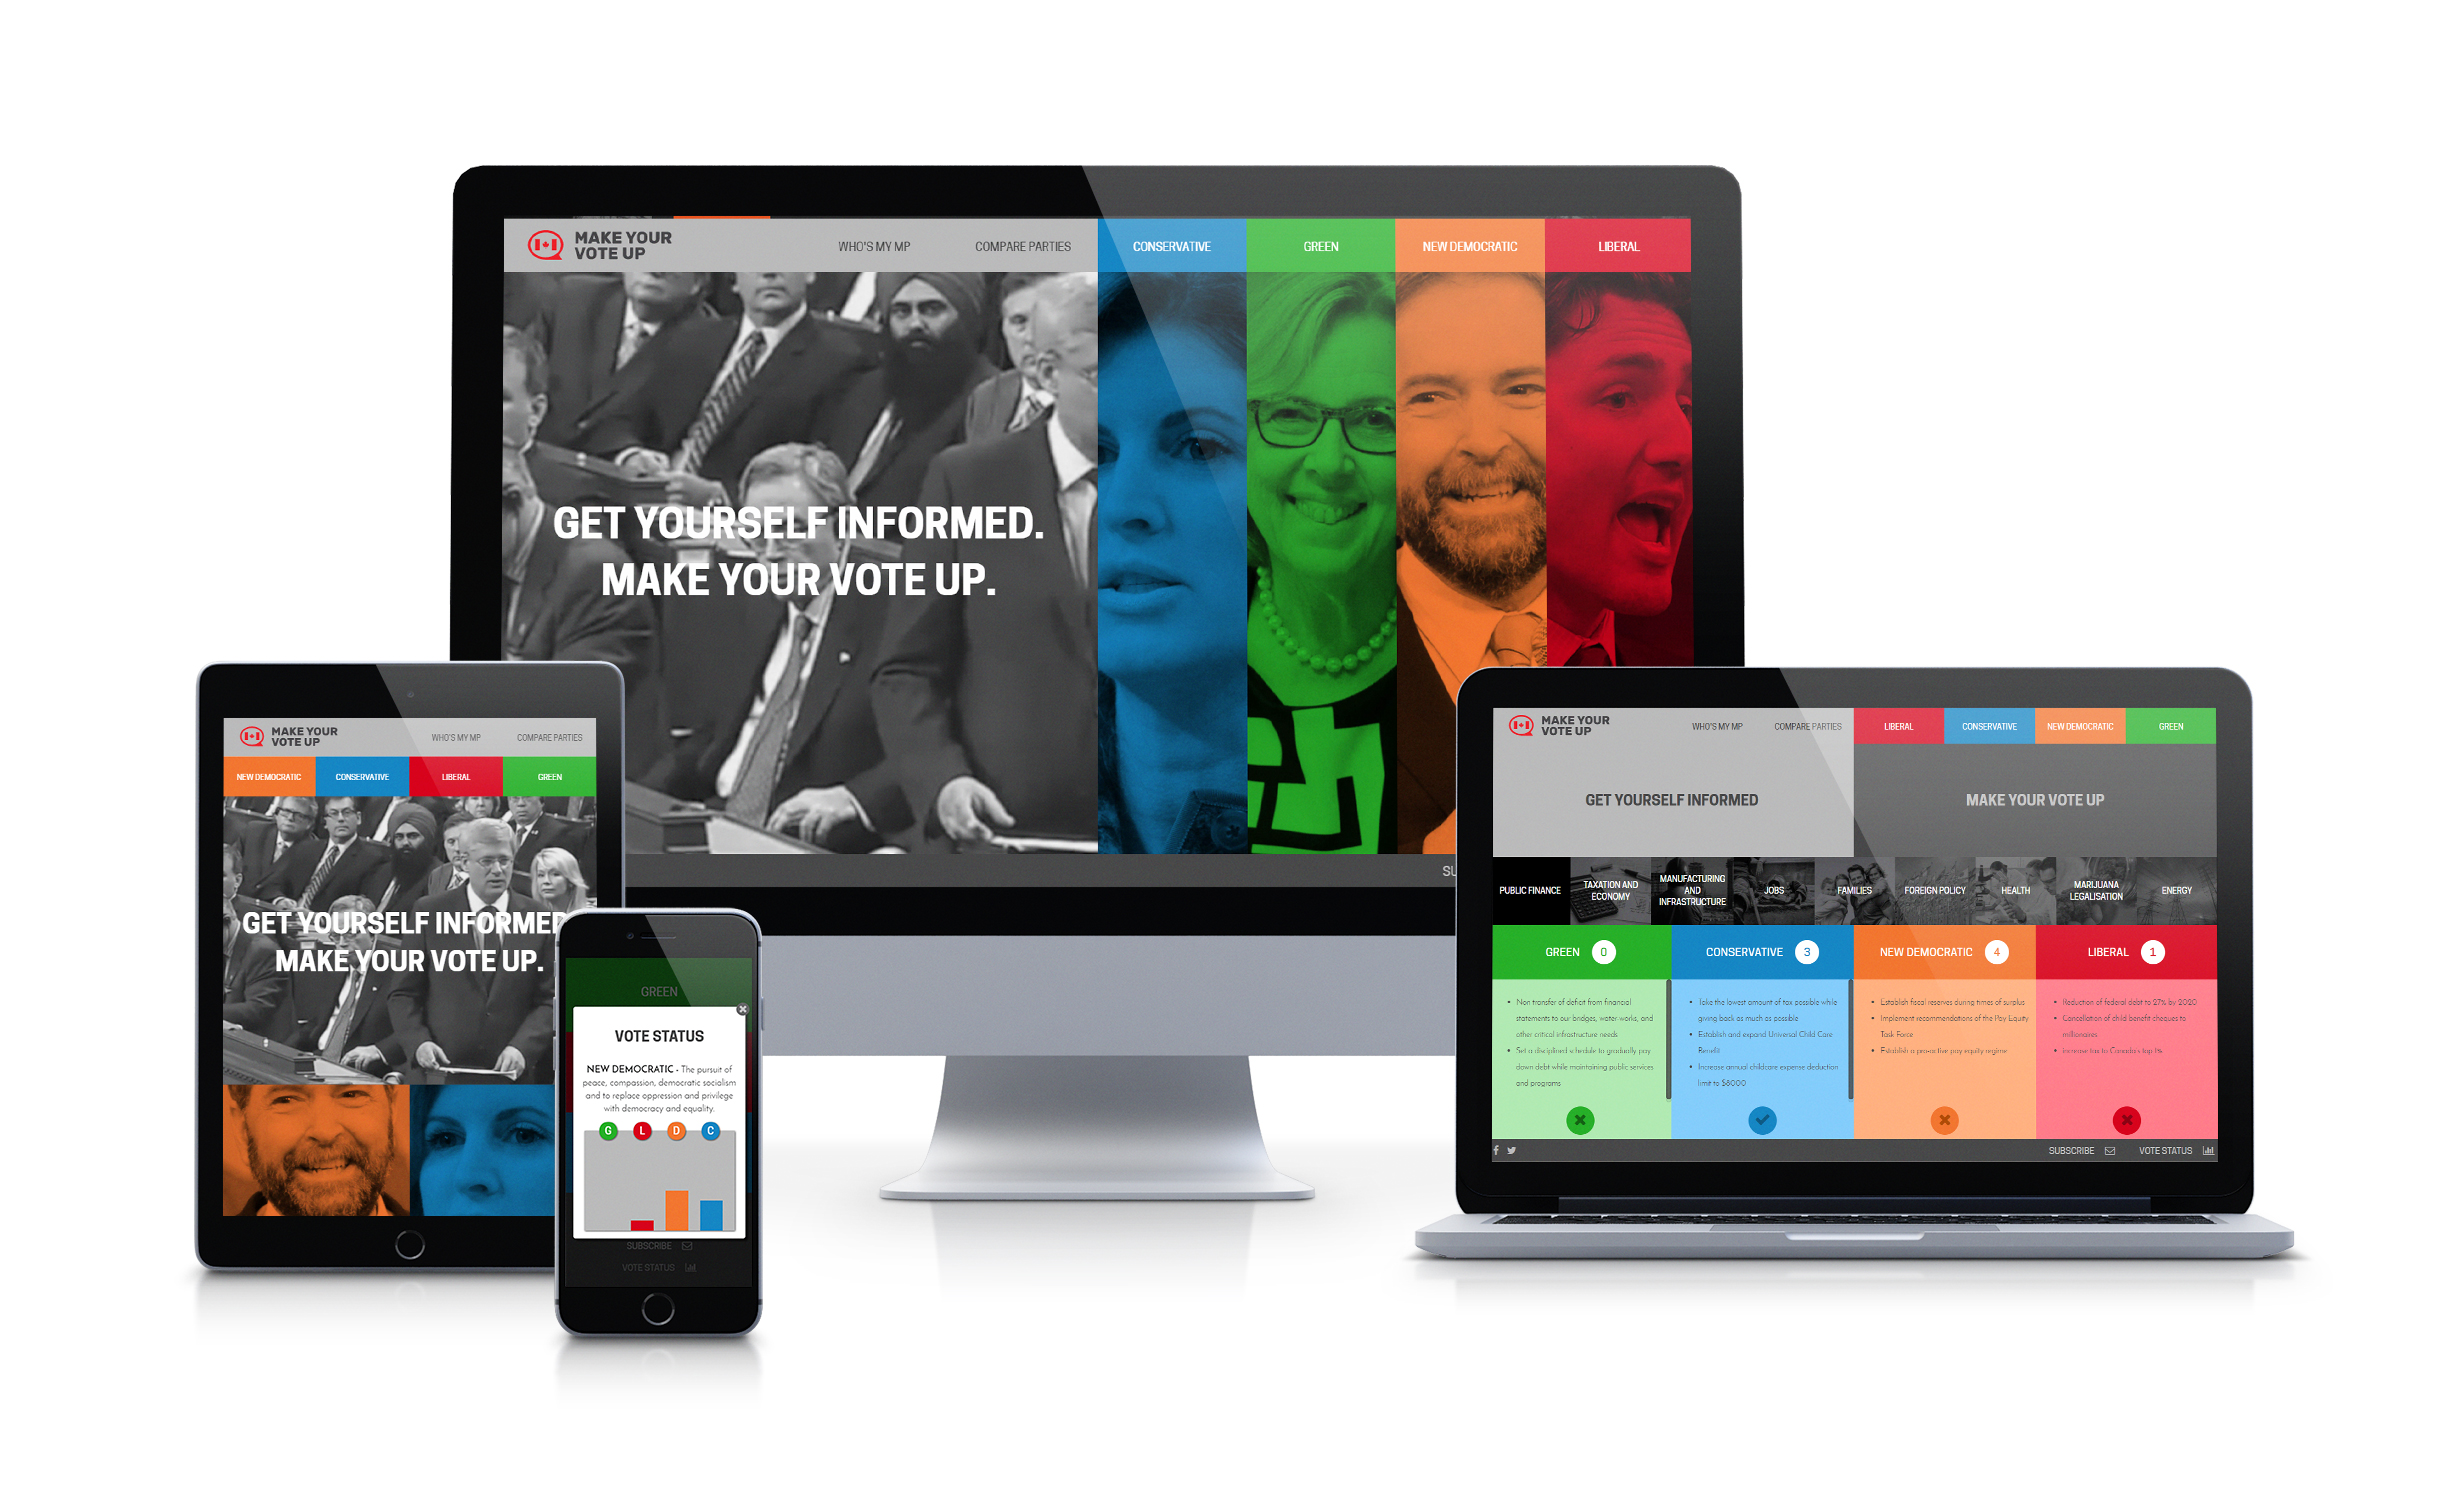 MAKE YOUR
VOTE UP
WHO'S MY MP
COMPARE PARTIES
CONSERVATIVE
GREEN
NEW DEMOCRATIC
LIBERAL
GET YOURSELF INFORMED.
MAKE YOUR VOTE UP.
SU
MAKE YOUR
VOTE UP
WHO'S MY MP
COMPARE PARTIES
NEW DEMOCRATIC
CONSERVATIVE
LIBERAL
GREEN
GET YOURSELF INFORMED
MAKE YOUR VOTE UP.
GREEN
VOTE STATUS
NEW DEMOCRATIC - The pursuit of
peace, compassion, democratic socialism
and to replace oppression and privilege
with democracy and equality.
G
L
D
C
SUBSCRIBE
VOTE STATUS
MAKE YOUR
VOTE UP
WHO'S MY MP
COMPARE PARTIES
LIBERAL
CONSERVATIVE
NEW DEMOCRATIC
GREEN
GET YOURSELF INFORMED
MAKE YOUR VOTE UP
PUBLIC FINANCE
TAXATION AND
ECONOMY
MANUFACTURING
AND
INFRASTRUCTURE
JOBS
FAMILIES
FOREIGN POLICY
HEALTH
MARIJUANA
LEGALISATION
ENERGY
GREEN 0
CONSERVATIVE 3
NEW DEMOCRATIC 4
LIBERAL 1
• Non transfer of deficit from financial
statements to our bridges, water works, and
other critical infrastructure needs
• Set a disciplined schedule to gradually pay
down debt while maintaining public services
and programs
• Take the lowest amount of tax possible while
giving back as much as possible
• Establish and expand Universal Child Care
Benefit
• Increase annual childcare expense deduction
limit to $8000
• Establish fiscal reserves during times of surplus
• Implement recommendations of the Pay Equity
Task Force
• Establish a pro-active pay equity regime
• Reduction of federal debt to 27% by 2020
• Cancellation of child benefit cheques to
millionaires
• Increase tax to Canada's top 1%
SUBSCRIBE
VOTE STATUS